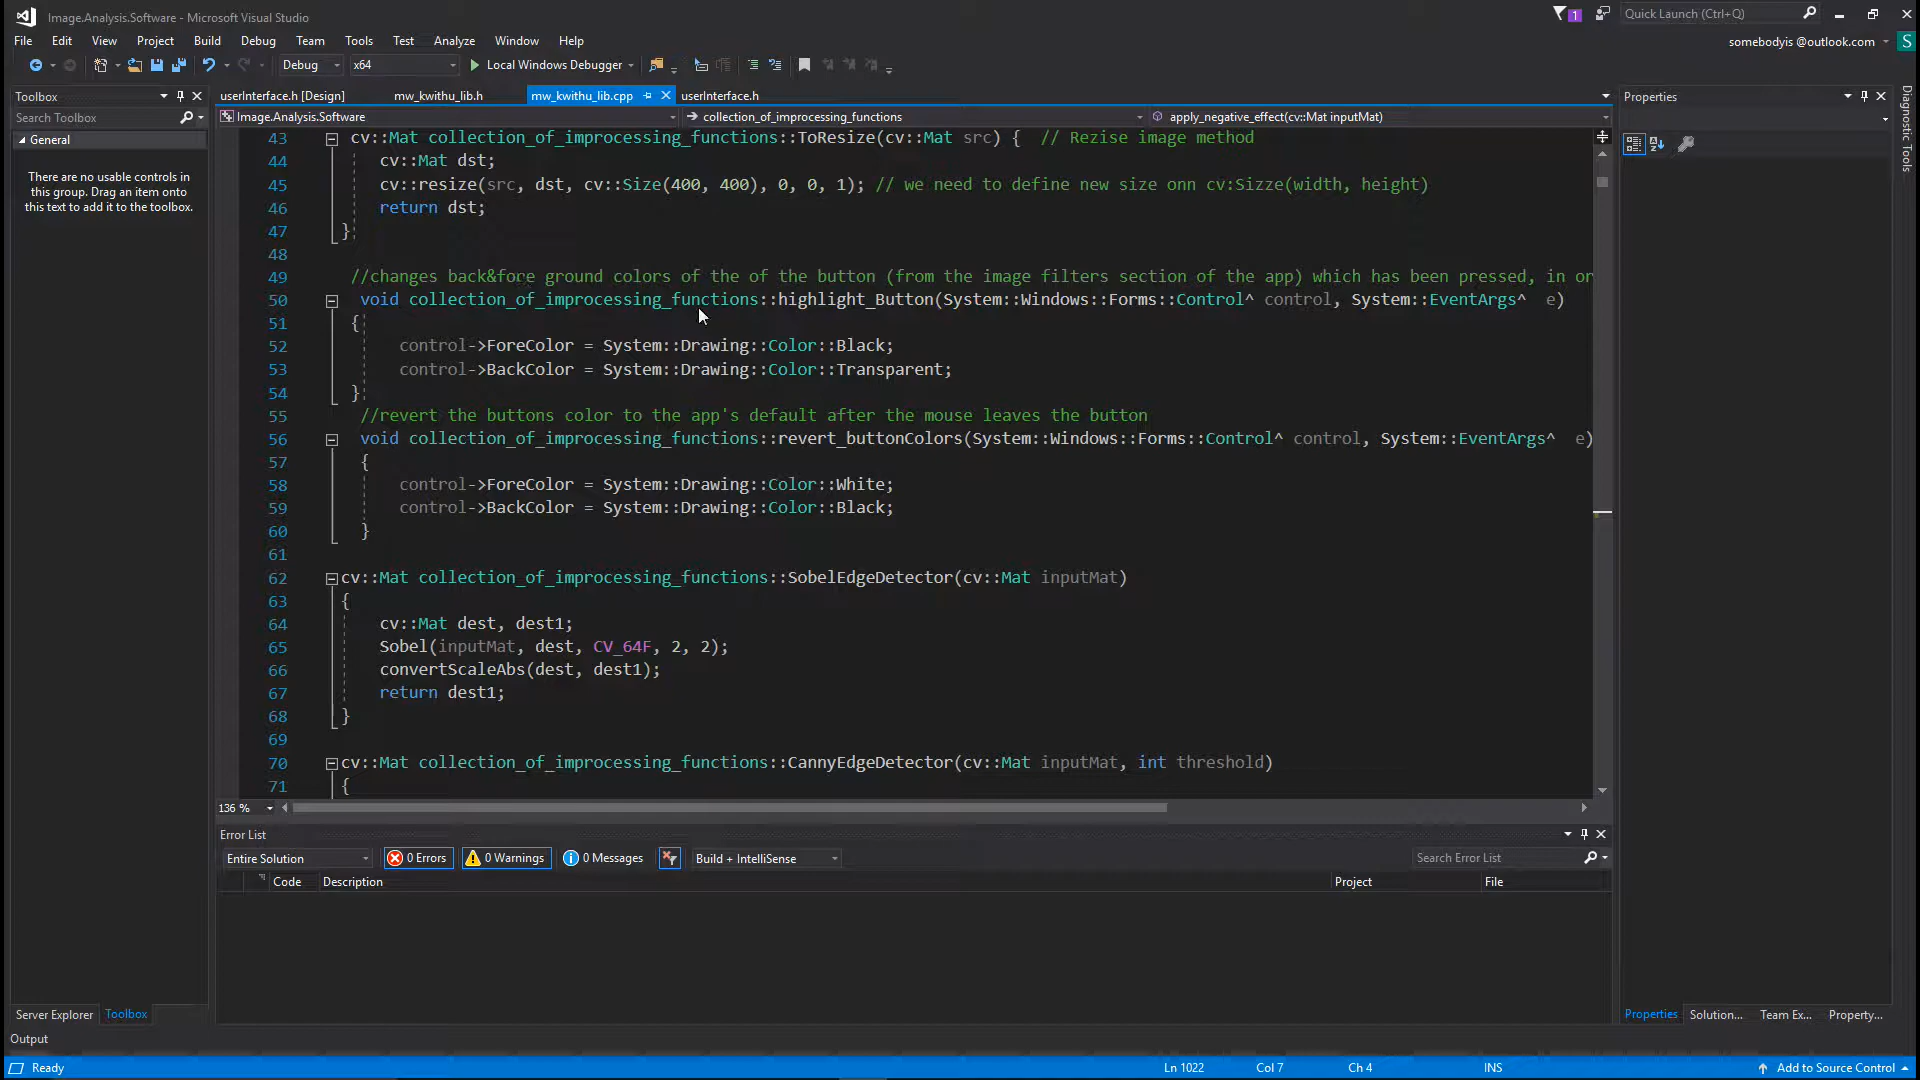 Image.Analysis.Software - Microsoft Visual Studio
1
Quick Launch (Ctrl+Q)
File Edit View Project Build Debug Team Tools Test Analyze Window Help
somebodyis @outlook.com
S
Debug x64 Local Windows Debugger
Toolbox
userInterface.h [Design] mw_kwithu_lib.h mw_kwithu_lib.cpp userInterface.h
Properties
Diagnostic Tools
Search Toolbox
Image.Analysis.Software
collection_of_improcessing_functions
apply_negative_effect(cv::Mat inputMat)
General
There are no usable controls in
this group. Drag an item onto
this text to add it to the toolbox.
43 cv::Mat collection_of_improcessing_functions::ToResize(cv::Mat src) { // Rezise image method
44 cv::Mat dst;
45 cv::resize(src, dst, cv::Size(400, 400), 0, 0, 1); // we need to define new size onn cv:Sizze(width, height)
46 return dst;
47 }
48
49 //changes back&fore ground colors of the of the button (from the image filters section of the app) which has been pressed, in or
50 void collection_of_improcessing_functions::highlight_Button(System::Windows::Forms::Control^ control, System::EventArgs^ e)
51 {
52 control->ForeColor = System::Drawing::Color::Black;
53 control->BackColor = System::Drawing::Color::Transparent;
54 }
55 //revert the buttons color to the app's default after the mouse leaves the button
56 void collection_of_improcessing_functions::revert_buttonColors(System::Windows::Forms::Control^ control, System::EventArgs^ e)
57 {
58 control->ForeColor = System::Drawing::Color::White;
59 control->BackColor = System::Drawing::Color::Black;
60 }
61
62 cv::Mat collection_of_improcessing_functions::SobelEdgeDetector(cv::Mat inputMat)
63 {
64 cv::Mat dest, dest1;
65 Sobel(inputMat, dest, CV_64F, 2, 2);
66 convertScaleAbs(dest, dest1);
67 return dest1;
68 }
69
70 cv::Mat collection_of_improcessing_functions::CannyEdgeDetector(cv::Mat inputMat, int threshold)
71 {
136 %
Error List
Entire Solution 0 Errors 0 Warnings 0 Messages Build + IntelliSense
Search Error List
Code Description Project File
Server Explorer Toolbox
Properties Solution... Team Ex... Property...
Output
Ready Ln 1022 Col 7 Ch 4 INS Add to Source Control